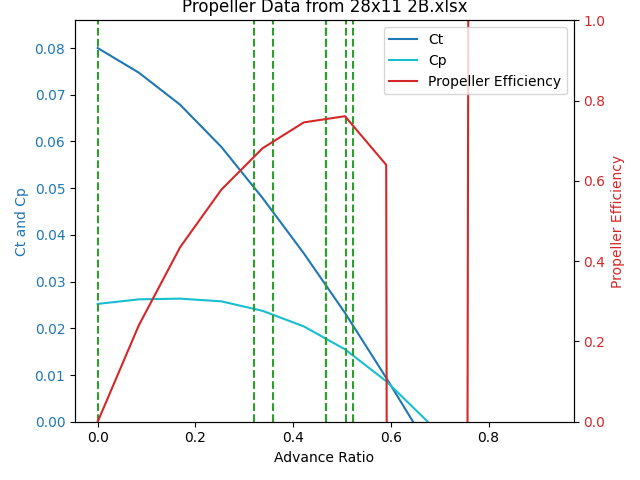 Propeller Data from 28x11 2B.xlsx
Ct
Cp
Propeller Efficiency
0.08
0.07
0.06
0.05
0.04
0.03
0.02
0.01
0.00
Ct and Cp
1.0
0.8
0.6
0.4
0.2
0.0
Propeller Efficiency
0.0 0.2 0.4 0.6 0.8
Advance Ratio